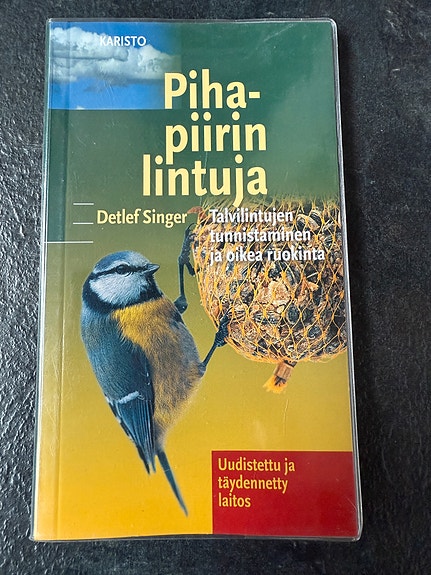 KARISTO
Piha-
piirin
lintuja
Detlef Singer
Talvilintujen
tunnistaminen
ja oikea ruokinta
Uudistettu ja
täydennetty
laitos